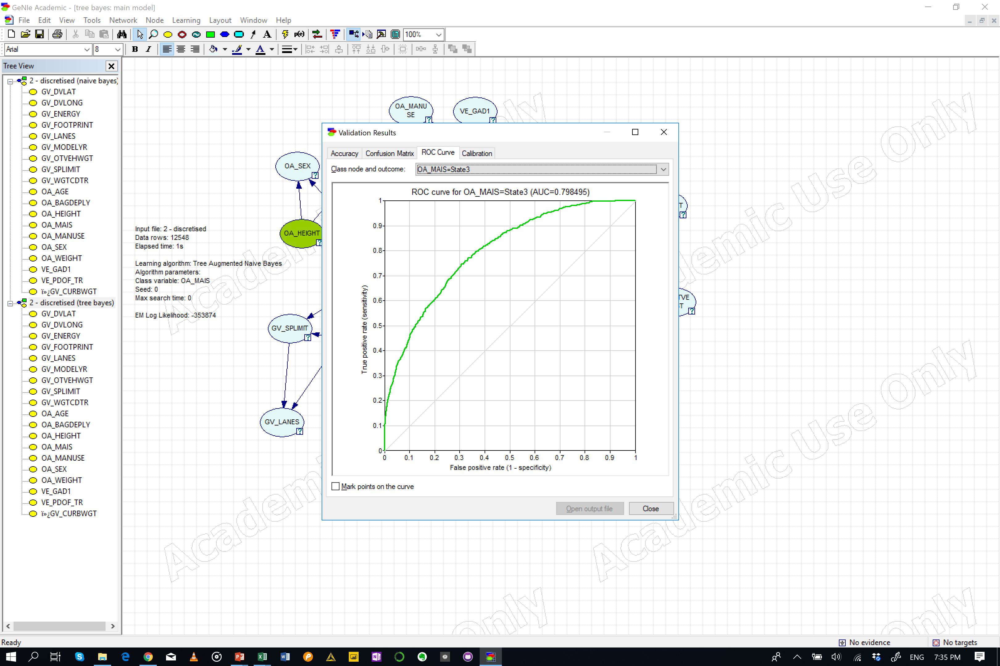 GeNIe Academic - [tree bayes: main model]
File Edit View Tools Network Node Learning Layout Window Help
p(e) 100%
Arial 8 B I A
Tree View
2 - discretised (naive bayes)
GV_DVLAT
GV_DVLONG
GV_ENERGY
GV_FOOTPRINT
GV_LANES
GV_MODELYR
GV_OTVEHWGT
GV_SPLIMIT
GV_WGTCDTR
OA_AGE
OA_BAGDEPLY
OA_HEIGHT
OA_MAIS
OA_MANUSE
OA_SEX
OA_WEIGHT
VE_GAD1
VE_PDOF_TR
ï»¿GV_CURBWGT
2 - discretised (tree bayes)
GV_DVLAT
GV_DVLONG
GV_ENERGY
GV_FOOTPRINT
GV_LANES
GV_MODELYR
GV_OTVEHWGT
GV_SPLIMIT
GV_WGTCDTR
OA_AGE
OA_BAGDEPLY
OA_HEIGHT
OA_MAIS
OA_MANUSE
OA_SEX
OA_WEIGHT
VE_GAD1
VE_PDOF_TR
ï»¿GV_CURBWGT
OA_MANU
SE
VE_GAD1
OA_SEX
OA_HEIGHT
Input file: 2 - discretised
Data rows: 12548
Elapsed time: 1s
Learning algorithm: Tree Augmented Naive Bayes
Algorithm parameters:
Class variable: OA_MAIS
Seed: 0
Max search time: 0
EM Log Likelihood: -353874
GV_SPLIMIT
GV_LANES
T
TVE
T
Validation Results
Accuracy Confusion Matrix ROC Curve Calibration
Class node and outcome: OA_MAIS=State3
ROC curve for OA_MAIS=State3 (AUC=0.798495)
True positive rate (sensitivity)
1
0.9
0.8
0.7
0.6
0.5
0.4
0.3
0.2
0.1
0
0 0.1 0.2 0.3 0.4 0.5 0.6 0.7 0.8 0.9 1
False positive rate (1 - specificity)
Mark points on the curve
Open output file Close
Academic Use Only
Academic Use Only
Ready No evidence No targets
ENG 7:35 PM